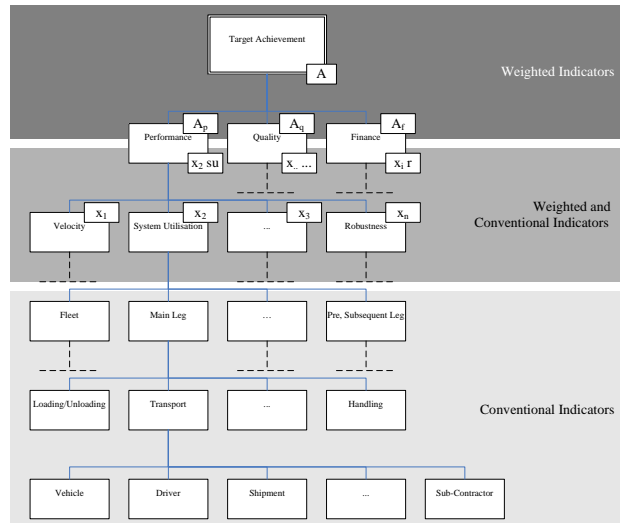 Target Achievement
A
Weighted Indicators
Ap
Aq
Af
Performance
Quality
Finance
x2 su
x.. ...
xi r
Weighted and
Conventional Indicators
x1
x2
x3
xn
Velocity
System Utilisation
...
Robustness
Fleet
Main Leg
...
Pre, Subsequent Leg
Loading/Unloading
Transport
...
Handling
Conventional Indicators
Vehicle
Driver
Shipment
...
Sub-Contractor